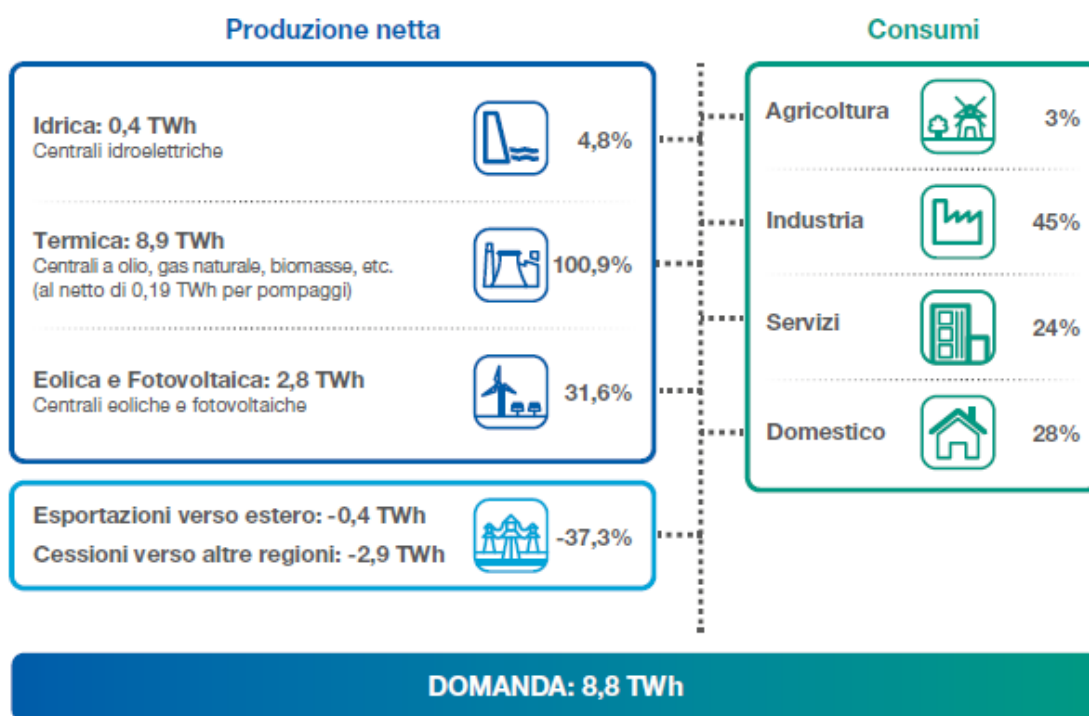 Produzione netta
Idrica: 0,4 TWh
Centrali idroelettriche
4,8%
Termica: 8,9 TWh
Centrali a olio, gas naturale, biomasse, etc.
(al netto di 0,19 TWh per pompaggi)
100,9%
Eolica e Fotovoltaica: 2,8 TWh
Centrali eoliche e fotovoltaiche
31,6%
Esportazioni verso estero: -0,4 TWh
Cessioni verso altre regioni: -2,9 TWh
-37,3%
Consumi
Agricoltura
3%
Industria
45%
Servizi
24%
Domestico
28%
DOMANDA: 8,8 TWh